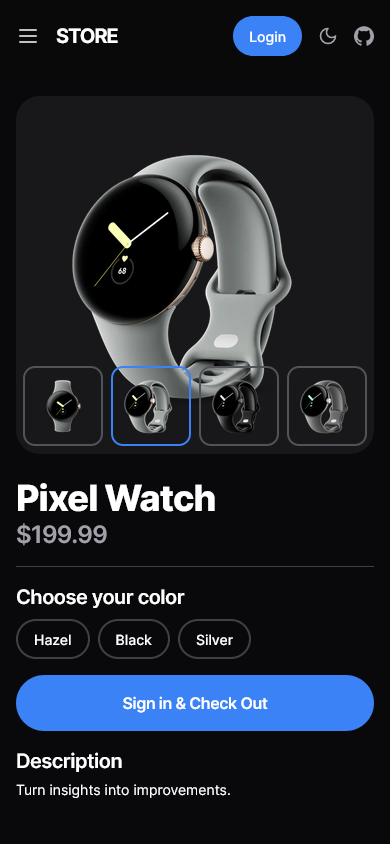 STORE
Login
68
Pixel Watch
$199.99
Choose your color
Hazel
Black
Silver
Sign in & Check Out
Description
Turn insights into improvements.